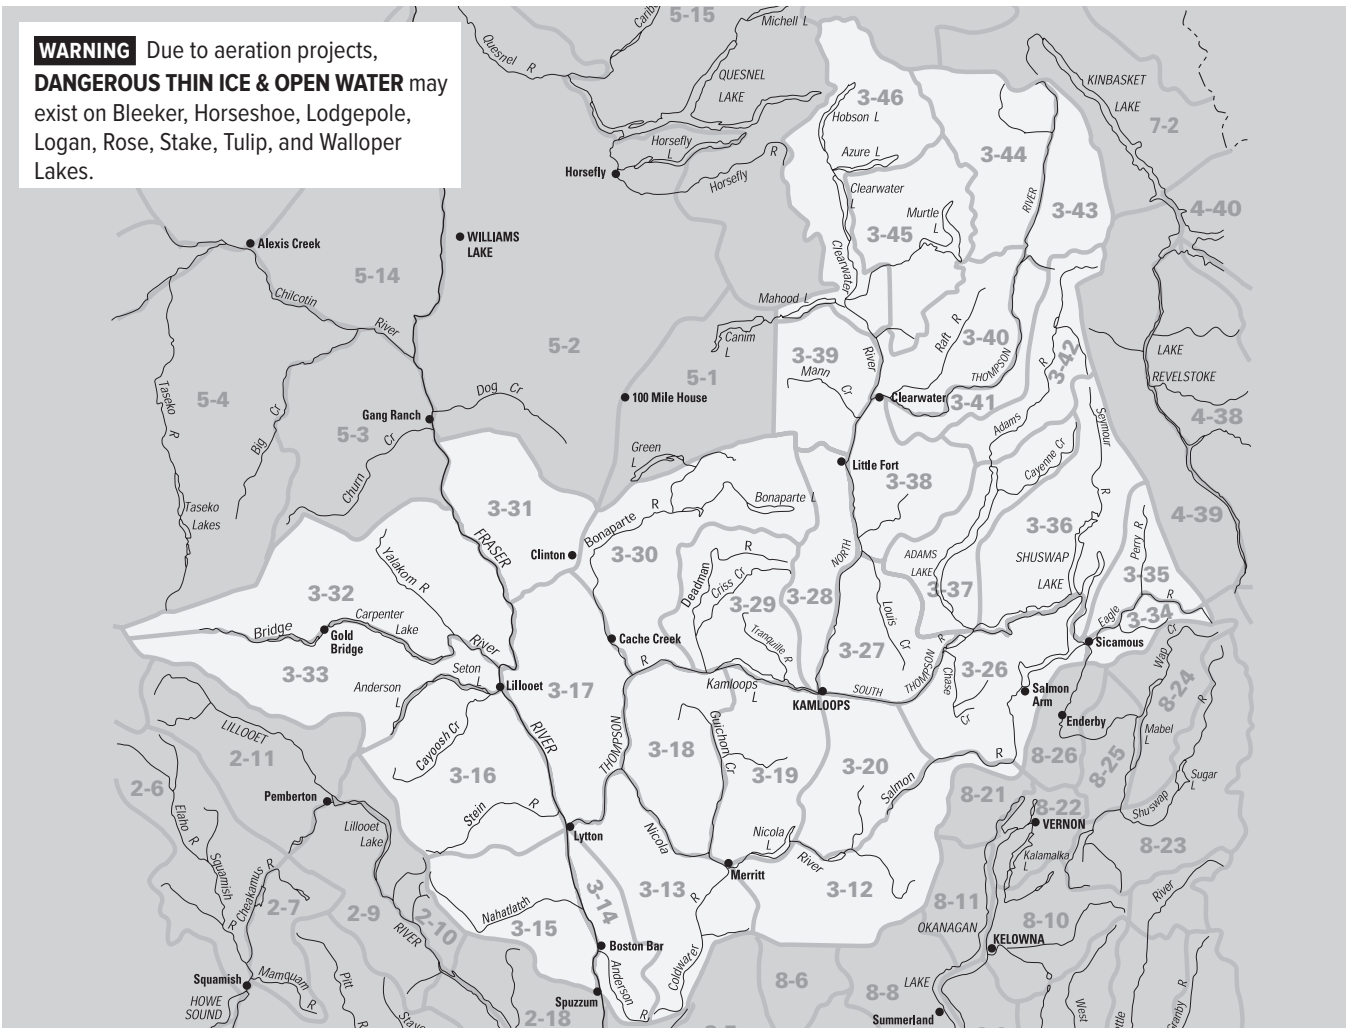 WARNING Due to aeration projects,
DANGEROUS THIN ICE & OPEN WATER may
exist on Bleeker, Horseshoe, Lodgepole,
Logan, Rose, Stake, Tulip, and Walloper
Lakes.
5-15
Michell L
Quesnel R
QUESNEL
LAKE
KINBASKET
LAKE
7-2
3-46
Hobson L
Horsefly
L
Azure L
3-44
Horsefly
Horsefly R
Clearwater
L
RIVER
3-43
4-40
Murtle
L
3-45
Alexis Creek
WILLIAMS
LAKE
5-14
Clearwater
Chilcotin
River
Mahood L
Canim
L
5-2
3-39
River
Raft R
3-40
3-42
LAKE
REVELSTOKE
5-1
Mann
Cr
THOMPSON
R
Taseko
R
5-4
Dog Cr
100 Mile House
Clearwater
3-41
4-38
Gang Ranch
Big Cr
5-3
Churn Cr
Adams
Seymour
R
Green
L
Cayenne Cr
Little Fort
3-38
Taseko
Lakes
3-31
Bonaparte L
Bonaparte R
3-36
4-39
FRASER
Clinton
3-30
NORTH
ADAMS
LAKE
SHUSWAP
LAKE
Perry R
Yalakom R
Deadman
R
Criss Cr
3-35
3-32
3-29
3-28
3-37
R
Carpenter
Lake
Louis
Cr
Eagle
3-34
Bridge
River
Gold
Bridge
Cache Creek
Tranquille R
R
Sicamous
Wap Cr
3-33
Seton
L
R
3-27
3-26
Anderson
L
Lillooet
3-17
Kamloops
L
SOUTH
THOMPSON
Chase
Cr
Salmon
Arm
8-24
R
KAMLOOPS
Enderby
LILLOOET
Cayoosh Cr
RIVER
THOMPSON
Guichon Cr
3-18
Mabel
L
2-11
3-16
3-19
3-20
R
8-26
8-25
2-6
Salmon
Sugar
L
Pemberton
8-21
8-22
Shuswap
Elaho R
Lillooet
Lake
Stein R
Lytton
Nicola
Nicola
L
VERNON
8-23
Squamish
R
Cheakamus R
River
Kalamalka
L
Merritt
3-14
3-13
3-12
River
2-7
2-9
2-10
Nahatlatch
3-15
R
8-11
8-10
RIVER
OKANAGAN
Boston Bar
KELOWNA
Squamish
Mamquam
R
Pitt
R
Anderson
R
Coldwater
8-6
LAKE
8-8
HOWE
SOUND
Spuzzum
2-18
Summerland
West